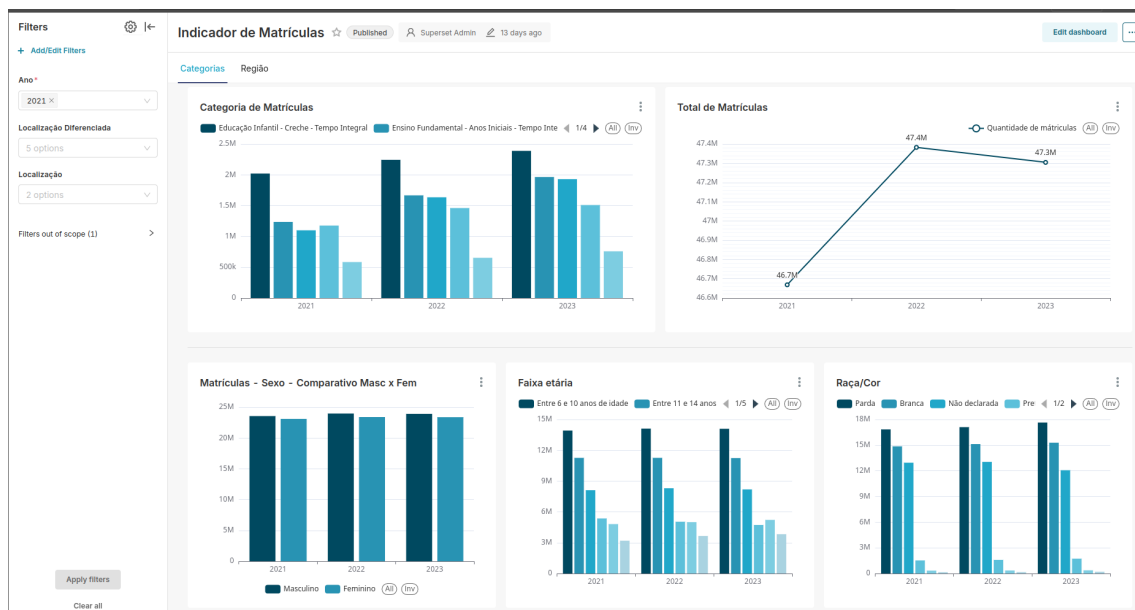 Filters
+ Add/Edit Filters
Ano*
2021 ×
Localização Diferenciada
5 options
Localização
2 options
Filters out of scope (1)
Apply filters
Clear all
Indicador de Matrículas
Published
Superset Admin
13 days ago
Edit dashboard
Categorias
Região
Categoria de Matrículas
Educação Infantil - Creche - Tempo Integral
Ensino Fundamental - Anos Iniciais - Tempo Inte
1/4
All
Inv
2.5M
2M
1.5M
1M
500k
0
2021
2022
2023
Total de Matrículas
Quantidade de mátriculas
All
Inv
47.4M
47.3M
47.2M
47.1M
47M
46.9M
46.8M
46.7M
46.6M
46.7M
47.4M
47.3M
2021
2022
2023
Matrículas - Sexo - Comparativo Masc x Fem
25M
20M
15M
10M
5M
0
2021
2022
2023
Masculino
Feminino
All
Inv
Faixa etária
Entre 6 e 10 anos de idade
Entre 11 e 14 anos
1/5
All
Inv
15M
12M
9M
6M
3M
0
2021
2022
2023
Raça/Cor
Parda
Branca
Não declarada
Pre
1/2
All
Inv
18M
15M
12M
9M
6M
3M
0
2021
2022
2023